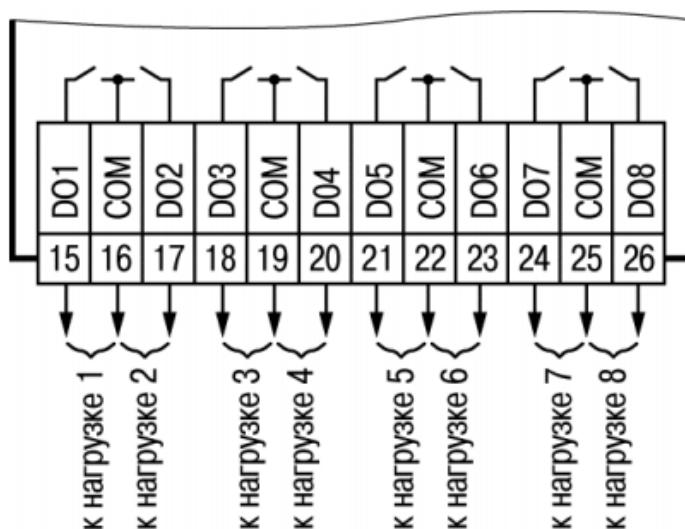 DO1
COM
DO2
DO3
COM
DO4
DO5
COM
DO6
DO7
COM
DO8
15 16 17 18 19 20 21 22 23 24 25 26
к нагрузке 1
к нагрузке 2
к нагрузке 3
к нагрузке 4
к нагрузке 5
к нагрузке 6
к нагрузке 7
к нагрузке 8